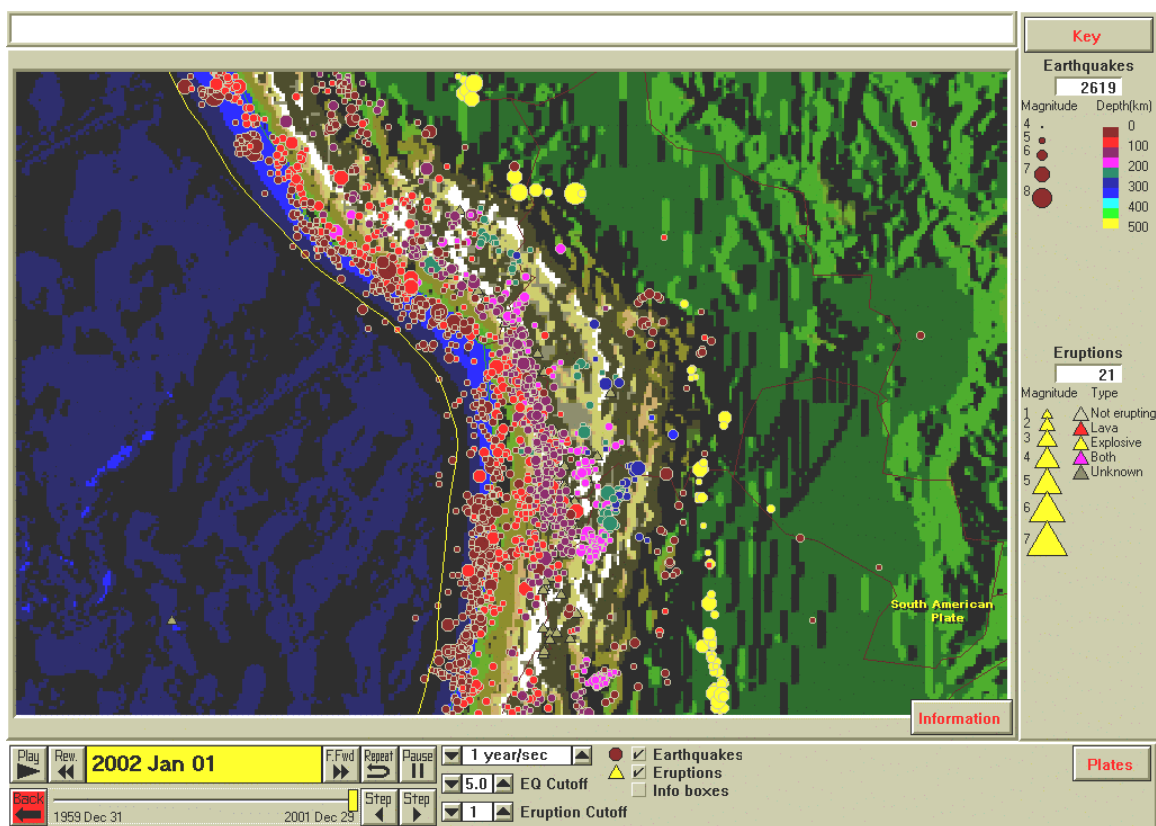 Key
Earthquakes
2619
Magnitude Depth(km)
4 0
5 100
6 200
7 300
8 400
500
Eruptions
21
Magnitude Type
1 Not erupting
2 Lava
3 Explosive
4 Both
5 Unknown
6
7
South American
Plate
Information
Play Rew. 2002 Jan 01 F.Fwd Repeat Pause 1 year/sec Earthquakes Plates
5.0 EQ Cutoff Eruptions
Info boxes
Back 1959 Dec 31 2001 Dec 29 Step Step 1 Eruption Cutoff